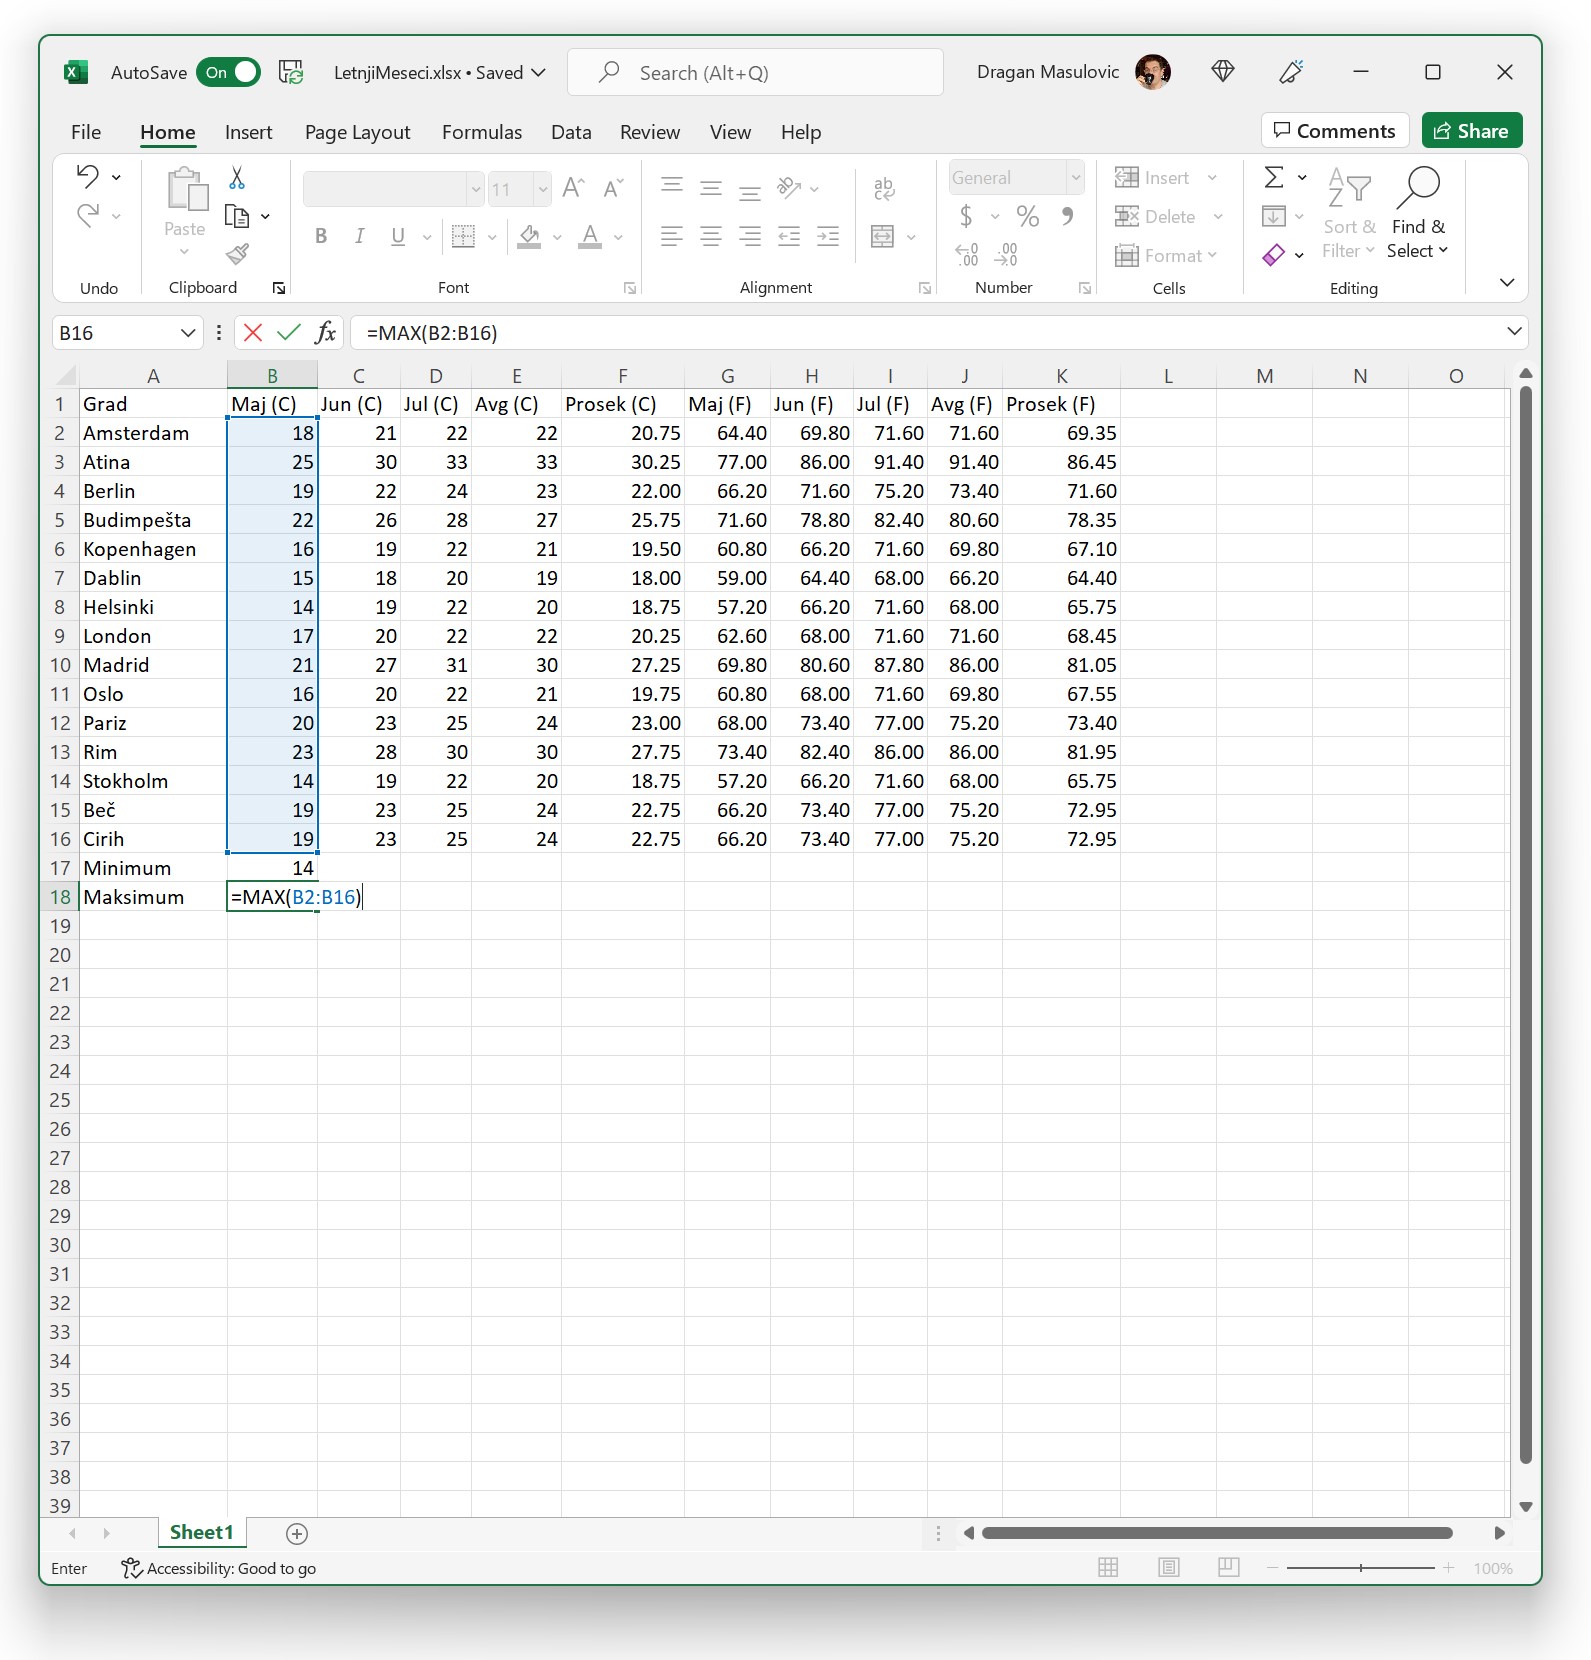 AutoSave On LetnjiMeseci.xlsx • Saved Search (Alt+Q) Dragan Masulovic
File Home Insert Page Layout Formulas Data Review View Help Comments Share
Paste
11
A^ A
B I U A
ab
c
General
$ % 9
.00 .00
Insert
Delete
Format
Sort &
Filter
Find &
Select
Undo Clipboard Font Alignment Number Cells Editing
B16 fx =MAX(B2:B16)
A B C D E F G H I J K L M N O
1 Grad Maj (C) Jun (C) Jul (C) Avg (C) Prosek (C) Maj (F) Jun (F) Jul (F) Avg (F) Prosek (F)
2 Amsterdam 18 21 22 22 20.75 64.40 69.80 71.60 71.60 69.35
3 Atina 25 30 33 33 30.25 77.00 86.00 91.40 91.40 86.45
4 Berlin 19 22 24 23 22.00 66.20 71.60 75.20 73.40 71.60
5 Budimpešta 22 26 28 27 25.75 71.60 78.80 82.40 80.60 78.35
6 Kopenhagen 16 19 22 21 19.50 60.80 66.20 71.60 69.80 67.10
7 Dablin 15 18 20 19 18.00 59.00 64.40 68.00 66.20 64.40
8 Helsinki 14 19 22 20 18.75 57.20 66.20 71.60 68.00 65.75
9 London 17 20 22 22 20.25 62.60 68.00 71.60 71.60 68.45
10 Madrid 21 27 31 30 27.25 69.80 80.60 87.80 86.00 81.05
11 Oslo 16 20 22 21 19.75 60.80 68.00 71.60 69.80 67.55
12 Pariz 20 23 25 24 23.00 68.00 73.40 77.00 75.20 73.40
13 Rim 23 28 30 30 27.75 73.40 82.40 86.00 86.00 81.95
14 Stokholm 14 19 22 20 18.75 57.20 66.20 71.60 68.00 65.75
15 Beč 19 23 25 24 22.75 66.20 73.40 77.00 75.20 72.95
16 Cirih 19 23 25 24 22.75 66.20 73.40 77.00 75.20 72.95
17 Minimum 14
18 Maksimum =MAX(B2:B16)
19
20
21
22
23
24
25
26
27
28
29
30
31
32
33
34
35
36
37
38
39
Sheet1
Enter Accessibility: Good to go 100%